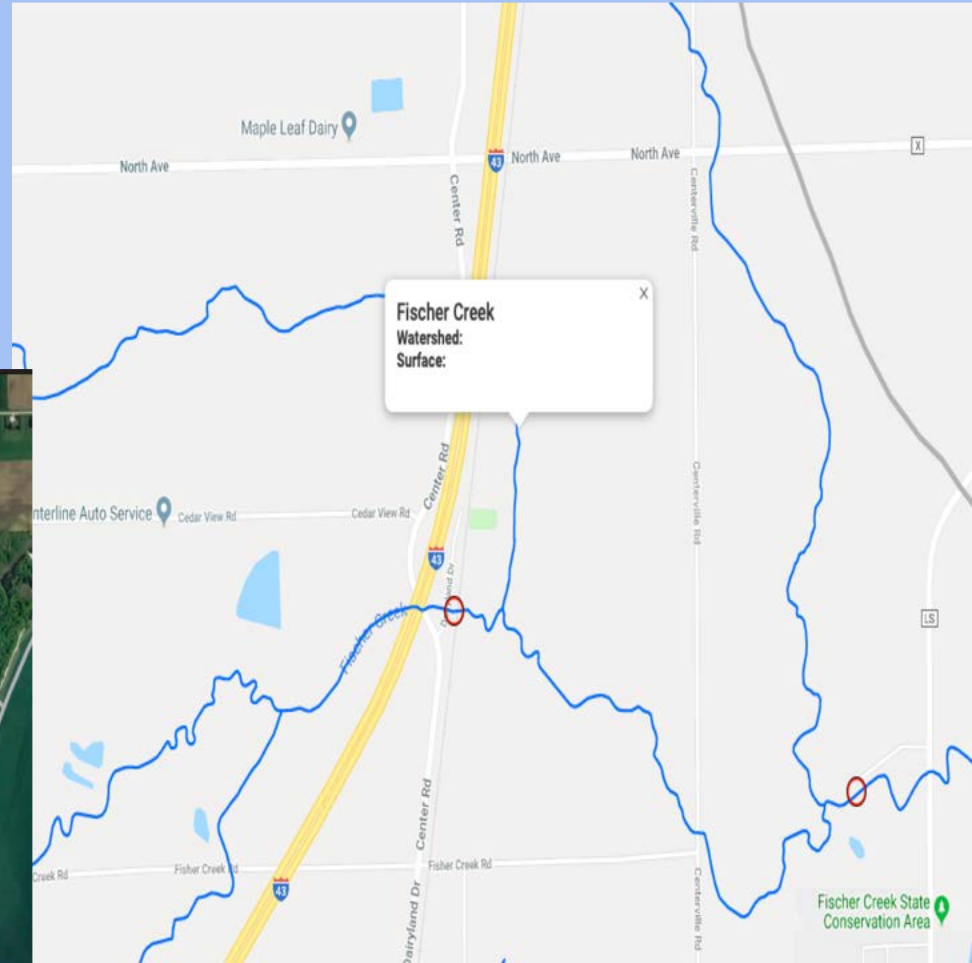 Maple Leaf Dairy
North Ave
43
North Ave
North Ave
X
Center Rd
Centerville Rd
Fischer Creek
X
Watershed:
Surface:
Center Rd
Centerville Rd
nterline Auto Service
Cedar View Rd
Cedar View Rd
43
Fischer Creek
LS
Center Rd
Creek Rd
Fischer Creek
Fisher Creek Rd
43
Dairyland Dr
Centerville Rd
Fischer Creek State
Conservation Area